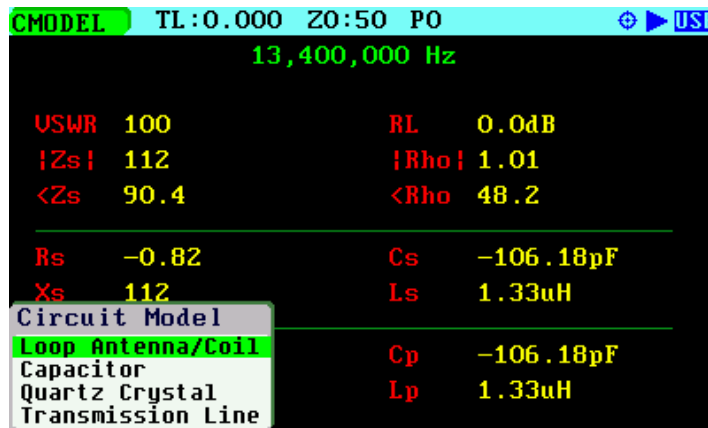 CMODEL TL:0.000 Z0:50 PO
13,400,000 Hz
VSWR 100 RL 0.0dB
|Zs| 112 |Rho| 1.01
<Zs 90.4 <Rho 48.2
Rs -0.82 Cs -106.18pF
Xs 112 Ls 1.33uH
Circuit Model
Loop Antenna/Coil Cp -106.18pF
Capacitor
Quartz Crystal Lp 1.33uH
Transmission Line